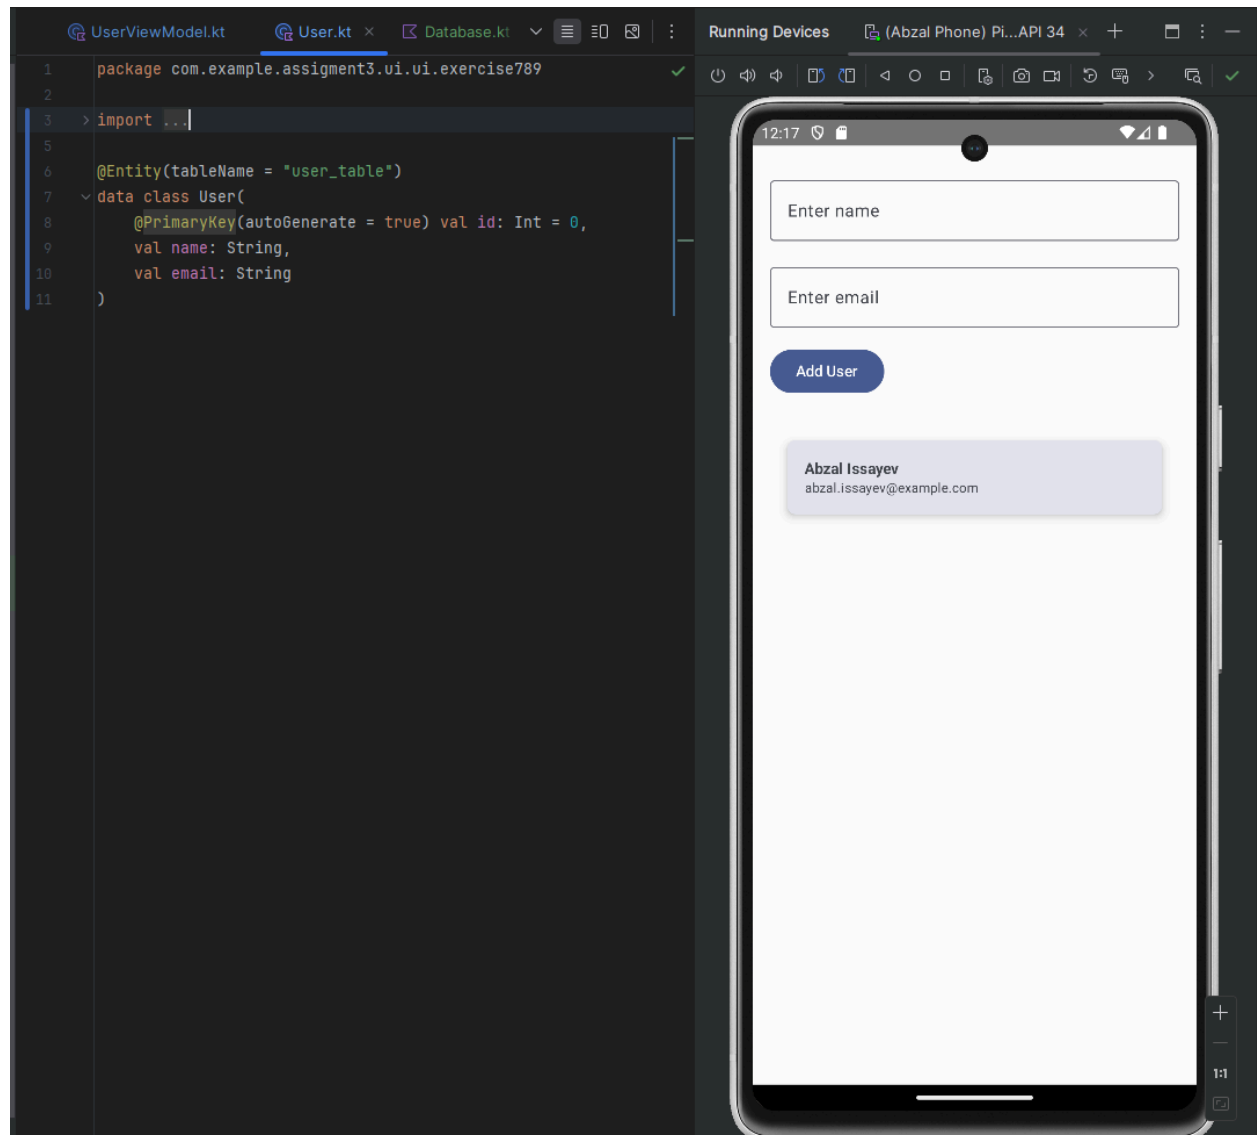 UserViewModel.kt User.kt Database.kt
1 package com.example.assigment3.ui.ui.exercise789
2
3 import ...
5
6 @Entity(tableName = "user_table")
7 data class User(
8 @PrimaryKey(autoGenerate = true) val id: Int = 0,
9 val name: String,
10 val email: String
11 )
Running Devices (Abzal Phone) Pi...API 34
12:17
Enter name
Enter email
Add User
Abzal Issayev
abzal.issayev@example.com
1:1